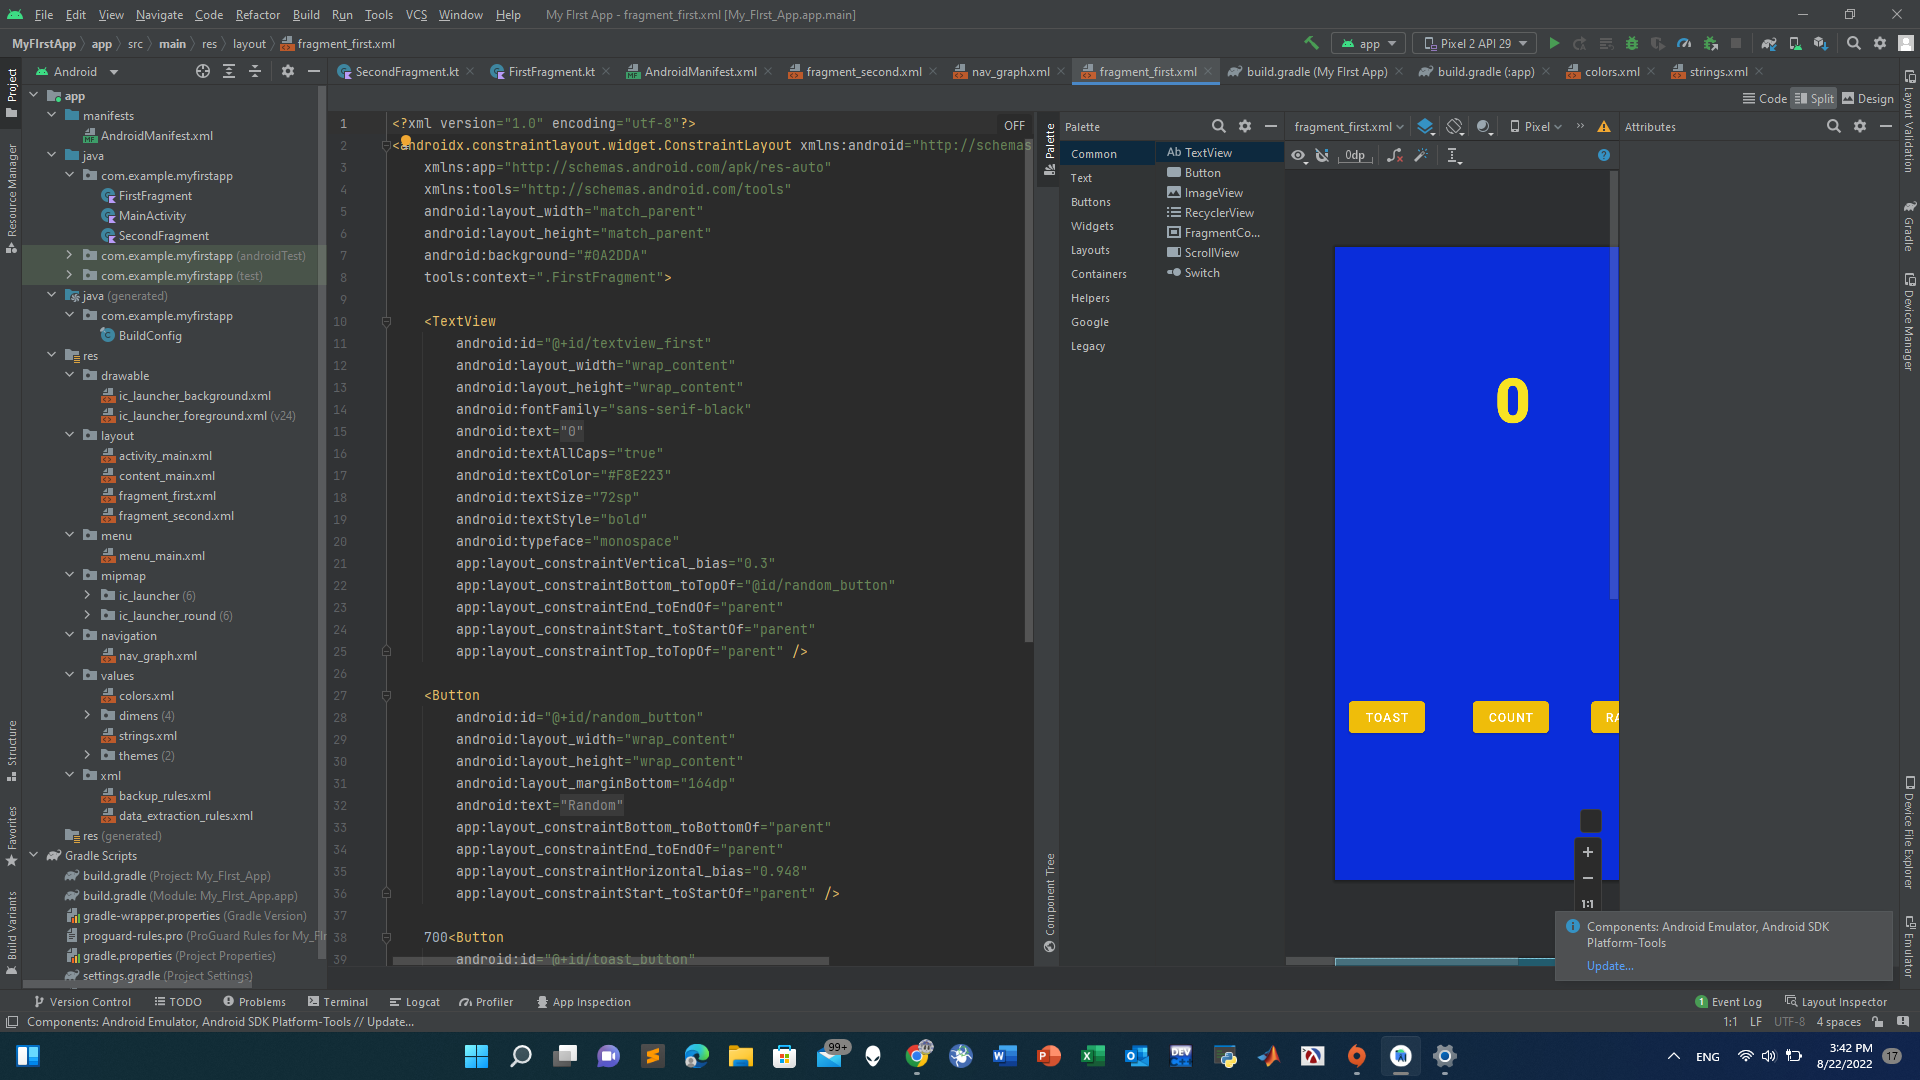 File Edit View Navigate Code Refactor Build Run Tools VCS Window Help My FIrst App - fragment_first.xml [My_FIrst_App.app.main]
MyFIrstApp app src main res layout fragment_first.xml app Pixel 2 API 29
Android SecondFragment.kt FirstFragment.kt AndroidManifest.xml fragment_second.xml nav_graph.xml fragment_first.xml build.gradle (My FIrst App) build.gradle (:app) colors.xml strings.xml
Code Split Design
Project
Resource Manager
Structure
Favorites
Build Variants
app
manifests
AndroidManifest.xml
java
com.example.myfirstapp
FirstFragment
MainActivity
SecondFragment
com.example.myfirstapp (androidTest)
com.example.myfirstapp (test)
java (generated)
com.example.myfirstapp
BuildConfig
res
drawable
ic_launcher_background.xml
ic_launcher_foreground.xml (v24)
layout
activity_main.xml
content_main.xml
fragment_first.xml
fragment_second.xml
menu
menu_main.xml
mipmap
ic_launcher (6)
ic_launcher_round (6)
navigation
nav_graph.xml
values
colors.xml
dimens (4)
strings.xml
themes (2)
xml
backup_rules.xml
data_extraction_rules.xml
res (generated)
Gradle Scripts
build.gradle (Project: My_FIrst_App)
build.gradle (Module: My_FIrst_App.app)
gradle-wrapper.properties (Gradle Version)
proguard-rules.pro (ProGuard Rules for My_FIr
gradle.properties (Project Properties)
settings.gradle (Project Settings)
1 <?xml version="1.0" encoding="utf-8"?>
OFF
2 <androidx.constraintlayout.widget.ConstraintLayout xmlns:android="http://schemas
3 xmlns:app="http://schemas.android.com/apk/res-auto"
4 xmlns:tools="http://schemas.android.com/tools"
5 android:layout_width="match_parent"
6 android:layout_height="match_parent"
7 android:background="#0A2DDA"
8 tools:context=".FirstFragment">
9
10 <TextView
11 android:id="@+id/textview_first"
12 android:layout_width="wrap_content"
13 android:layout_height="wrap_content"
14 android:fontFamily="sans-serif-black"
15 android:text="0"
16 android:textAllCaps="true"
17 android:textColor="#F8E223"
18 android:textSize="72sp"
19 android:textStyle="bold"
20 android:typeface="monospace"
21 app:layout_constraintVertical_bias="0.3"
22 app:layout_constraintBottom_toTopOf="@id/random_button"
23 app:layout_constraintEnd_toEndOf="parent"
24 app:layout_constraintStart_toStartOf="parent"
25 app:layout_constraintTop_toTopOf="parent" />
26
27 <Button
28 android:id="@+id/random_button"
29 android:layout_width="wrap_content"
30 android:layout_height="wrap_content"
31 android:layout_marginBottom="164dp"
32 android:text="Random"
33 app:layout_constraintBottom_toBottomOf="parent"
34 app:layout_constraintEnd_toEndOf="parent"
35 app:layout_constraintHorizontal_bias="0.948"
36 app:layout_constraintStart_toStartOf="parent" />
37
38 700<Button
39 android:id="@+id/toast_button"
Palette
Component Tree
Palette
Common
Text
Buttons
Widgets
Layouts
Containers
Helpers
Google
Legacy
Ab TextView
Button
ImageView
RecyclerView
FragmentCo...
ScrollView
Switch
fragment_first.xml Pixel
0dp
0
TOAST COUNT RA
1:1
Attributes
Layout Validation
Gradle
Device Manager
Device File Explorer
Emulator
Components: Android Emulator, Android SDK
Platform-Tools
Update...
Version Control TODO Problems Terminal Logcat Profiler App Inspection 1 Event Log Layout Inspector
Components: Android Emulator, Android SDK Platform-Tools // Update... 1:1 LF UTF-8 4 spaces
99+
DEV
ENG
3:42 PM
8/22/2022
17